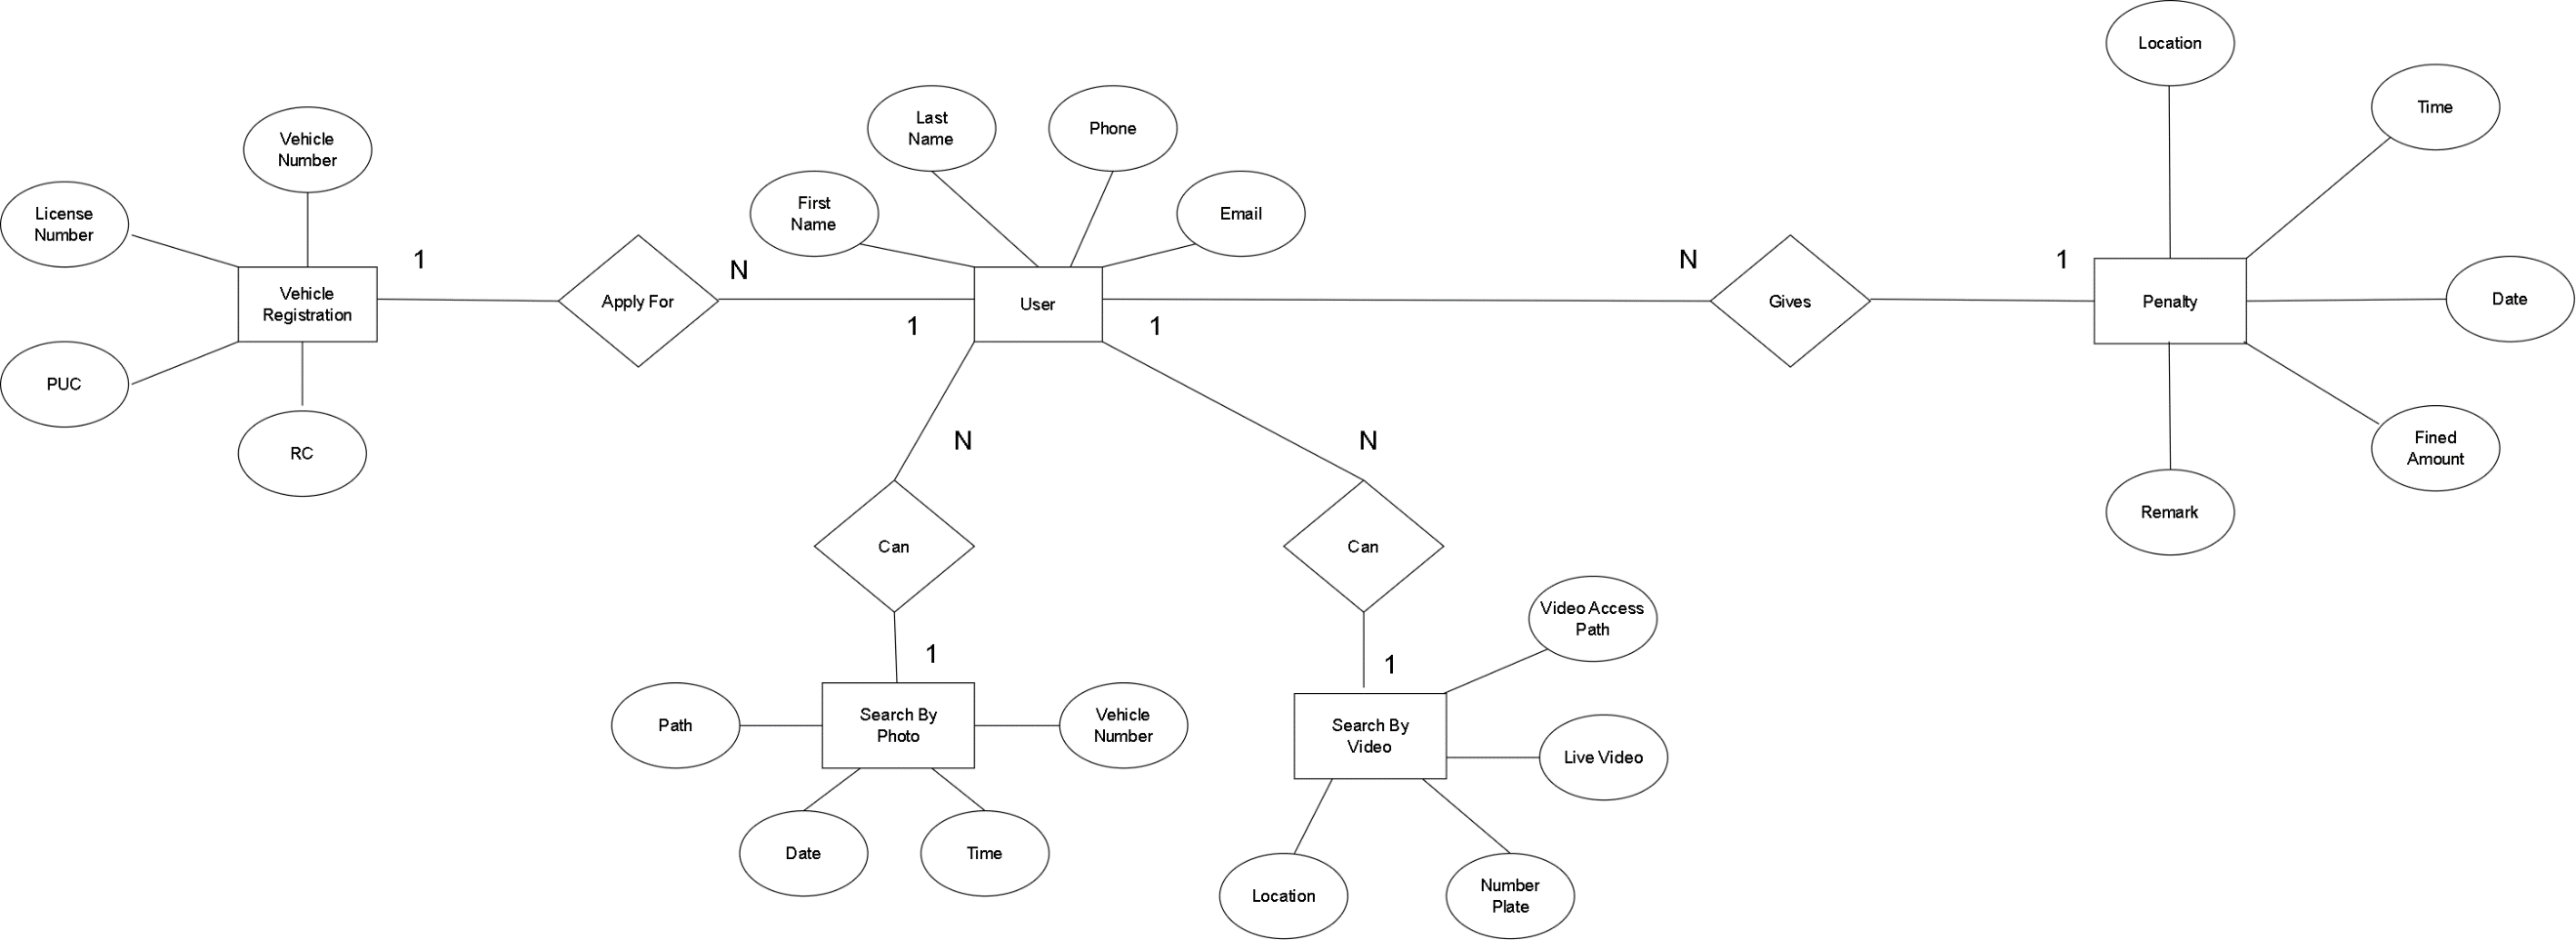 Location
Time
Last
Name
Phone
Vehicle
Number
First
Name
Email
License
Number
1
N
N
1
Vehicle
Registration
Apply For
User
Gives
Penalty
Date
1
1
PUC
RC
N
N
Fined
Amount
Remark
Can
Can
Video Access
Path
1
1
Path
Search By
Photo
Vehicle
Number
Search By
Video
Live Video
Date
Time
Location
Number
Plate